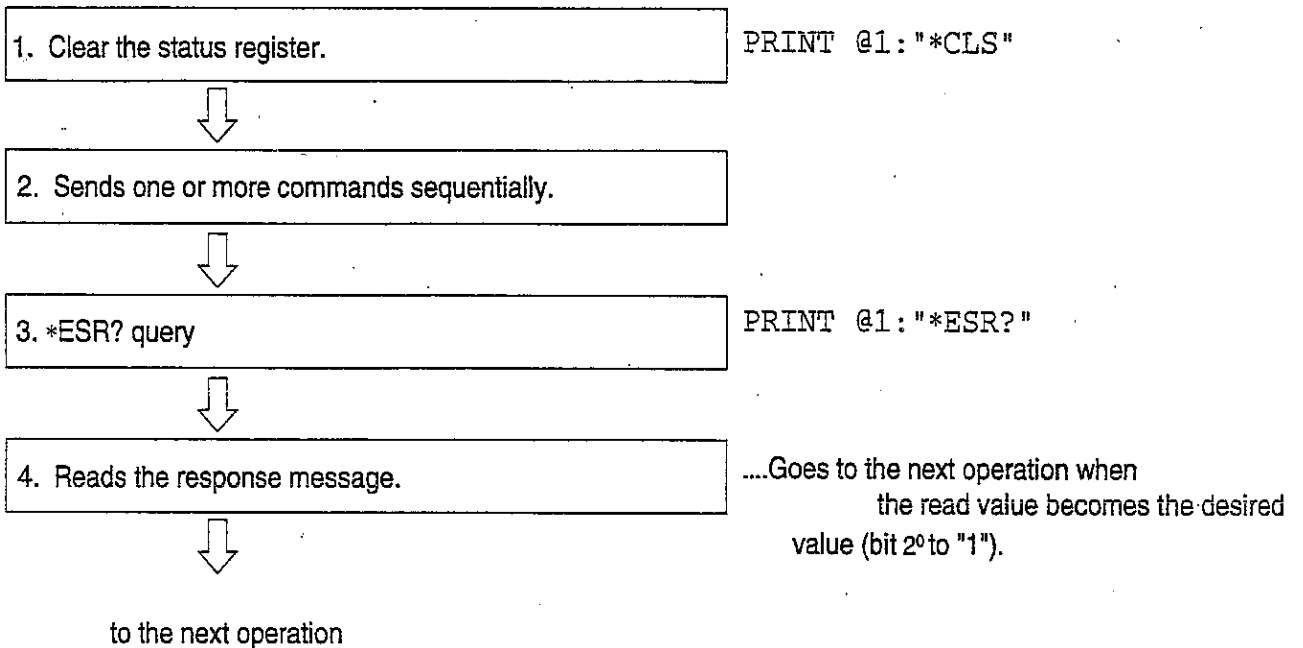 1. Clear the status register.
PRINT @1:"*CLS"
2. Sends one or more commands sequentially.
3. *ESR? query
PRINT @1:"*ESR?"
4. Reads the response message.
....Goes to the next operation when
the read value becomes the desired
value (bit 2⁰ to "1").
to the next operation